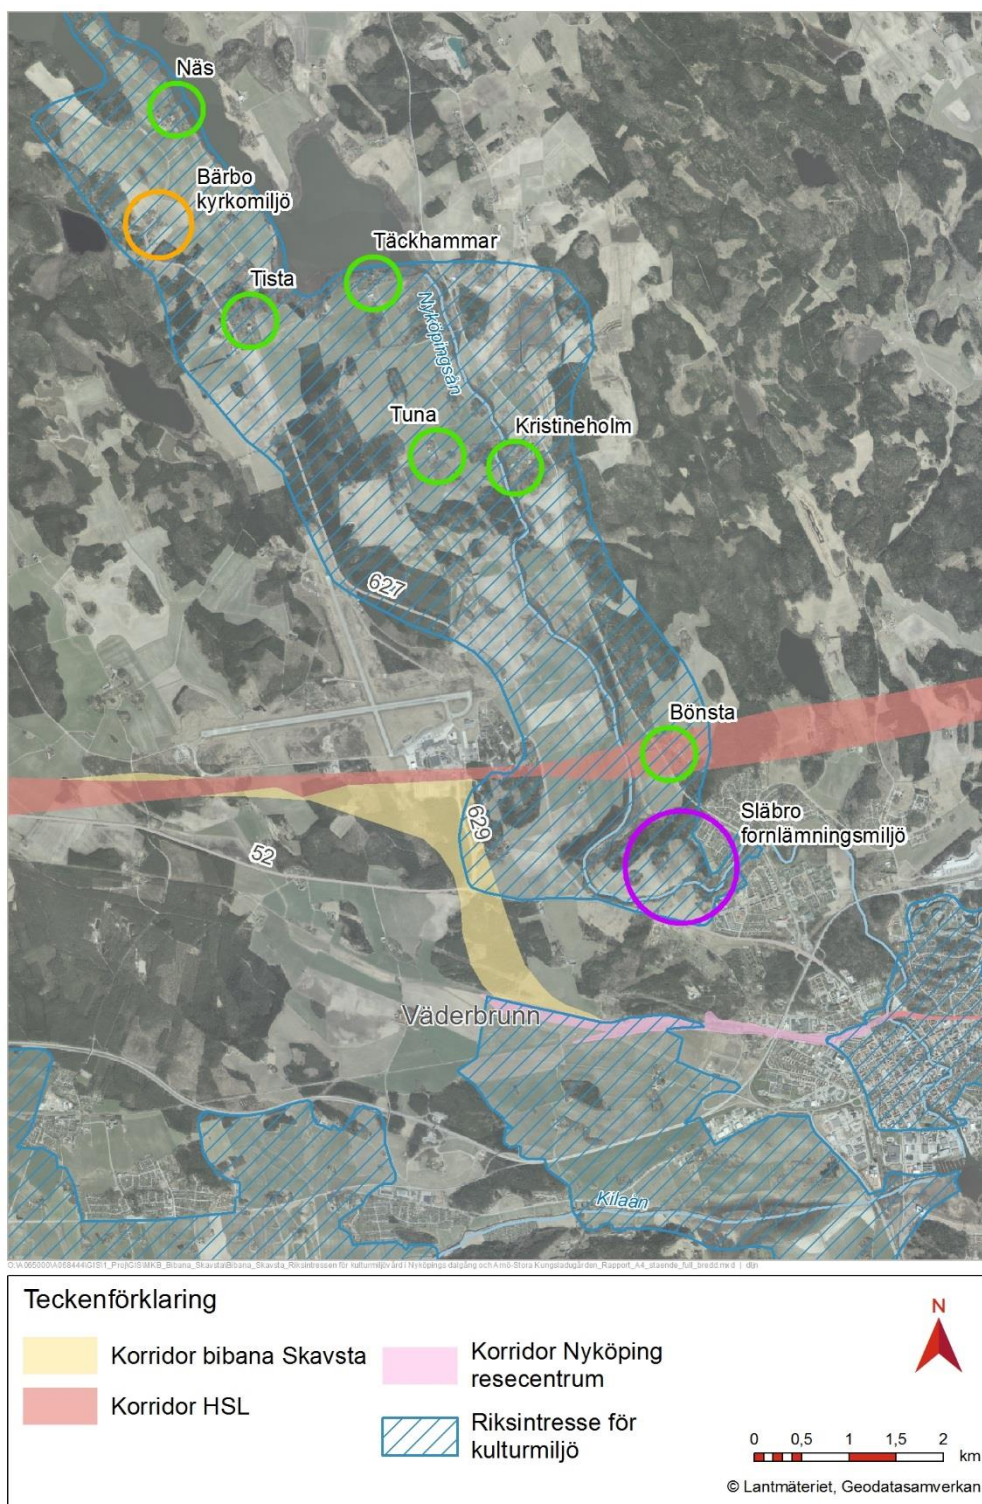 Näs
Bärbo
kyrkomiljö
Täckhammar
Tista
Nyköpingsån
Tuna
Kristineholm
627
Bönsta
Släbro
fornlämningsmiljö
629
52
Väderbrunn
Kilaån
Teckenförklaring
Korridor bibana Skavsta
Korridor HSL
Korridor Nyköping
resecentrum
Riksintresse för
kulturmiljö
N
0 0,5 1 1,5 2
km
© Lantmäteriet, Geodatasamverkan